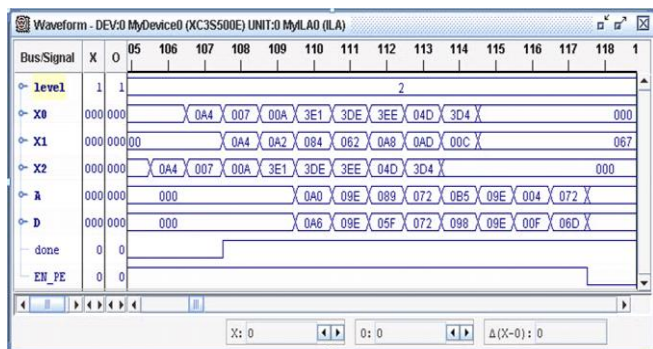 Waveform - DEV:0 MyDevice0 (XC3S500E) UNIT:0 MyILA0 (ILA)
Bus/Signal X O 05 106 107 108 109 110 111 112 113 114 115 116 117 118 1
level 1 1 2
X0 000 000 0A4 007 00A 3E1 3DE 3EE 04D 3D4 000
X1 000 000 00 0A4 0A2 084 062 0A8 0AD 00C 067
X2 000 000 0A4 007 00A 3E1 3DE 3EE 04D 3D4 000
A 000 000 000 0A0 09E 089 072 0B5 09E 004 072
D 000 000 000 0A6 09E 05F 072 098 09E 00F 06D
done 0 0
EN_PE 0 0
X: 0 O: 0 Δ(X-O): 0